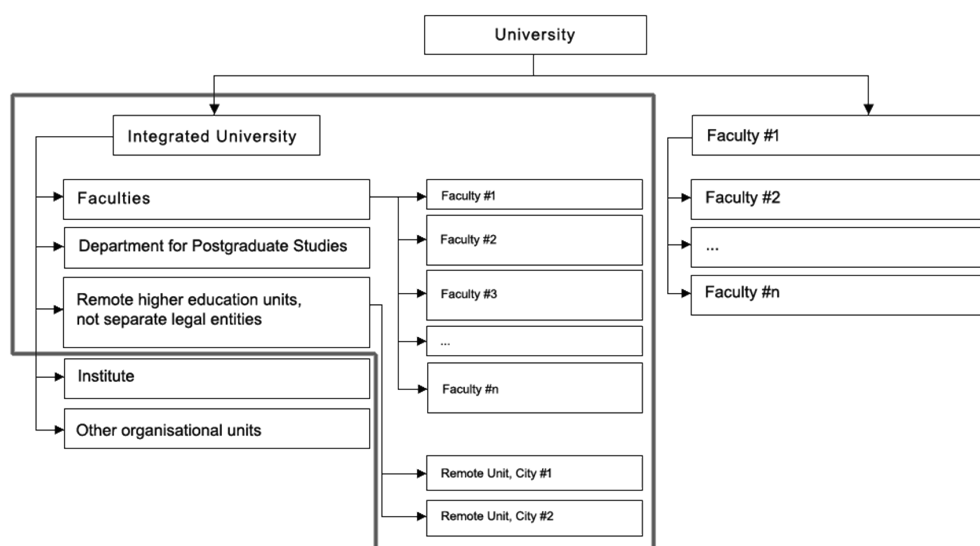 University
Integrated University
Faculty #1
Faculties
Faculty #1
Faculty #2
Department for Postgraduate Studies
Faculty #2
...
Remote higher education units,
not separate legal entities
Faculty #3
Faculty #n
...
Institute
Faculty #n
Other organisational units
Remote Unit, City #1
Remote Unit, City #2